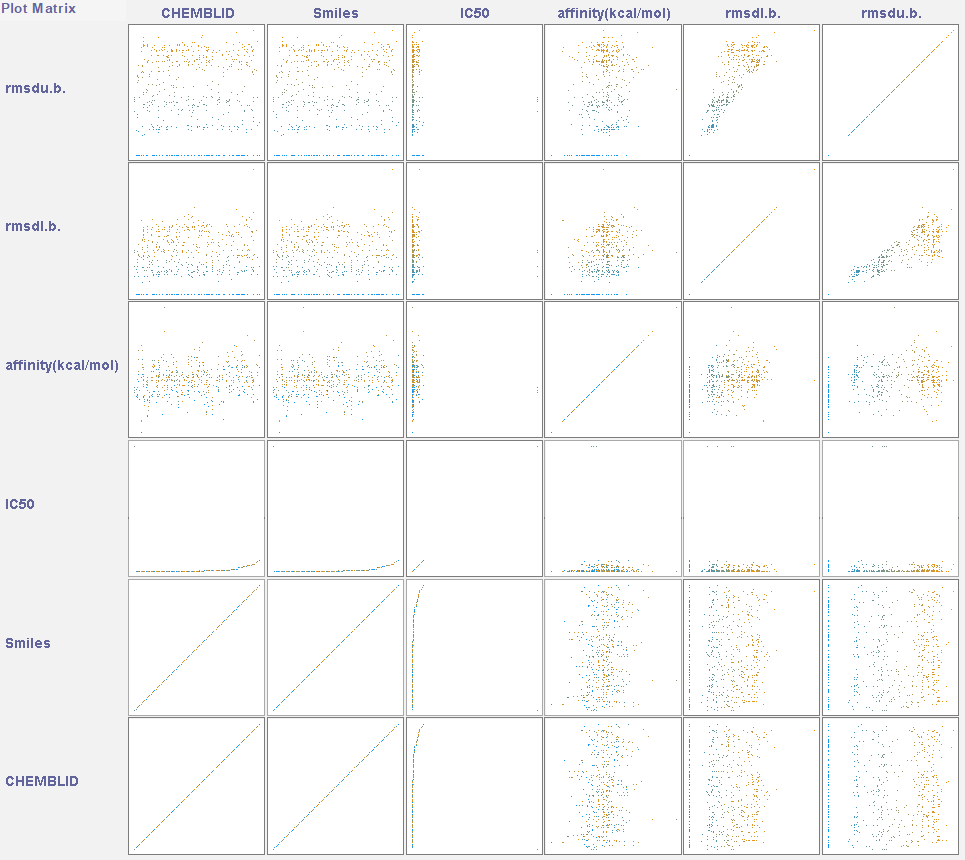 Plot Matrix
CHEMBLID Smiles IC50 affinity(kcal/mol) rmsdl.b. rmsdu.b.
rmsdu.b.
rmsdl.b.
affinity(kcal/mol)
IC50
Smiles
CHEMBLID